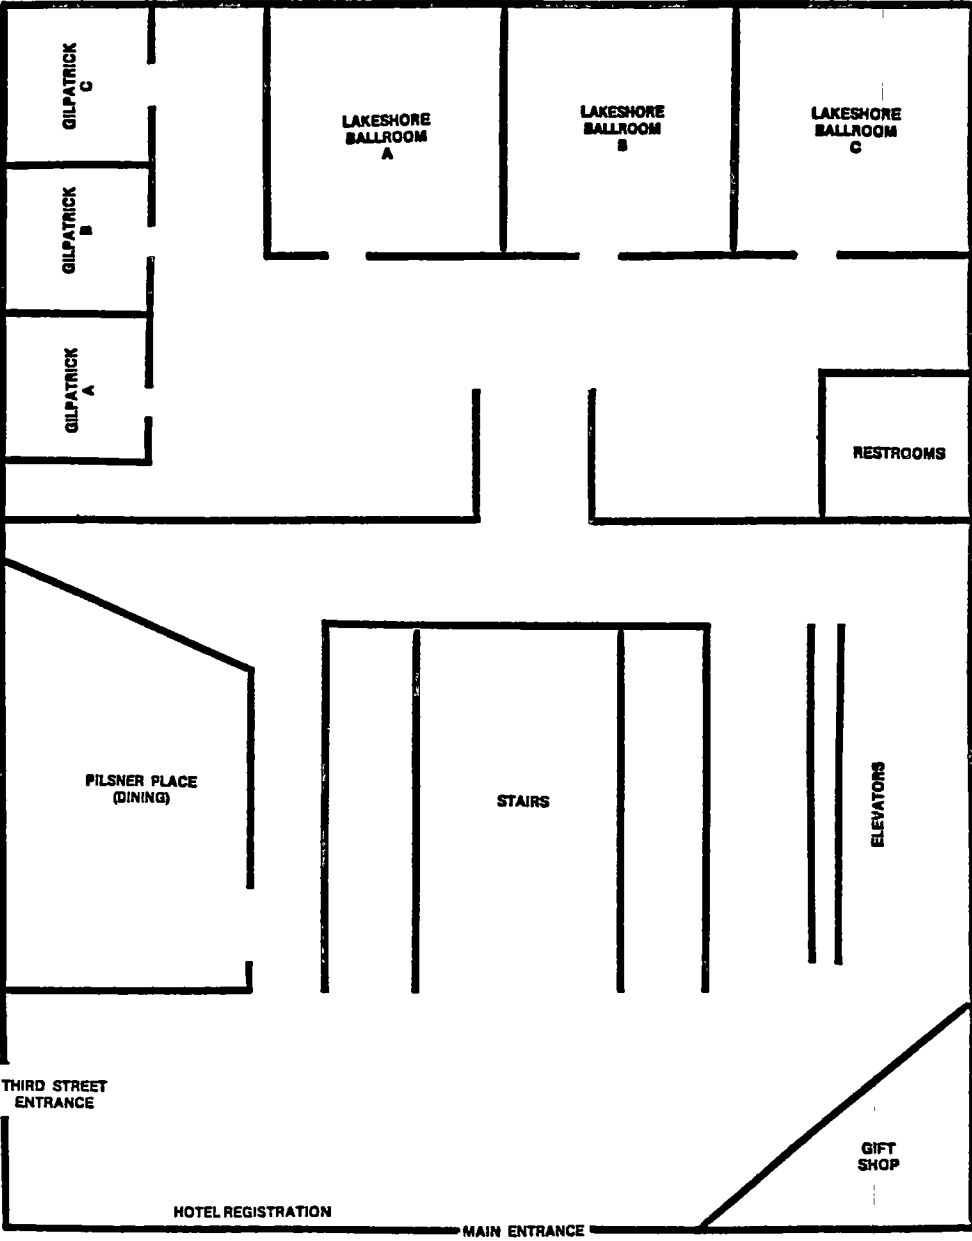 GILPATRICK
C
LAKESHORE
BALLROOM
A
LAKESHORE
BALLROOM
B
LAKESHORE
BALLROOM
C
GILPATRICK
B
GILPATRICK
A
RESTROOMS
PILSNER PLACE
(DINING)
STAIRS
ELEVATORS
THIRD STREET
ENTRANCE
GIFT
SHOP
HOTEL REGISTRATION
MAIN ENTRANCE